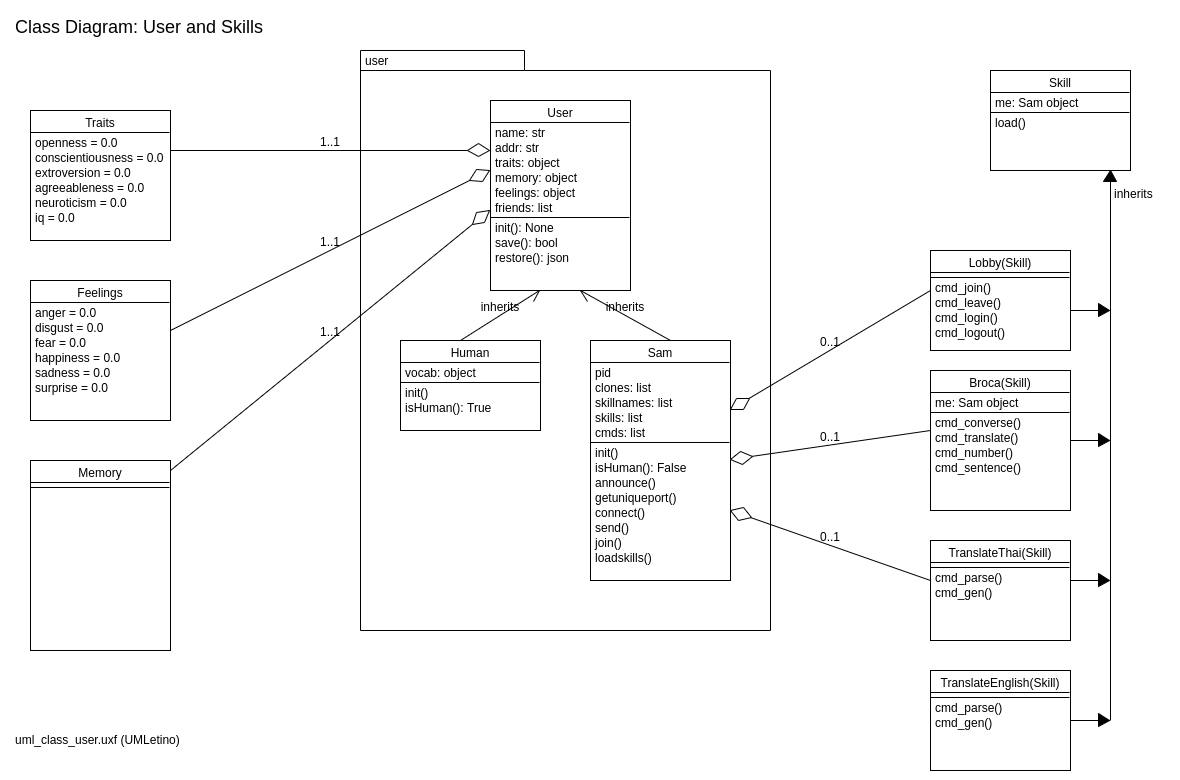 Class Diagram: User and Skills
user
Traits
openness = 0.0
conscientiousness = 0.0
extroversion = 0.0
agreeableness = 0.0
neuroticism = 0.0
iq = 0.0
Feelings
anger = 0.0
disgust = 0.0
fear = 0.0
happiness = 0.0
sadness = 0.0
surprise = 0.0
Memory
1..1
1..1
1..1
User
name: str
addr: str
traits: object
memory: object
feelings: object
friends: list
init(): None
save(): bool
restore(): json
inherits
inherits
Human
vocab: object
init()
isHuman(): True
Sam
pid
clones: list
skillnames: list
skills: list
cmds: list
init()
isHuman(): False
announce()
getuniqueport()
connect()
send()
join()
loadskills()
0..1
0..1
0..1
Skill
me: Sam object
load()
inherits
Lobby(Skill)
cmd_join()
cmd_leave()
cmd_login()
cmd_logout()
Broca(Skill)
me: Sam object
cmd_converse()
cmd_translate()
cmd_number()
cmd_sentence()
TranslateThai(Skill)
cmd_parse()
cmd_gen()
TranslateEnglish(Skill)
cmd_parse()
cmd_gen()
uml_class_user.uxf (UMLetino)